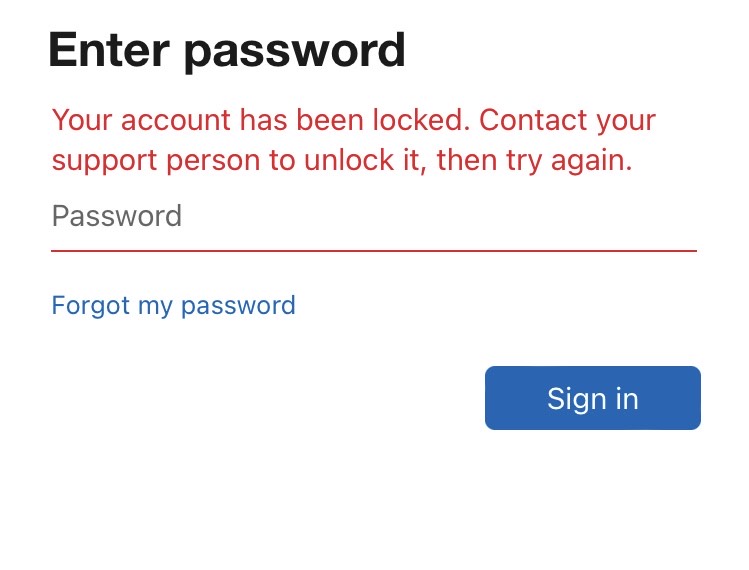 Enter password
Your account has been locked. Contact your
support person to unlock it, then try again.
Password
Forgot my password
Sign in